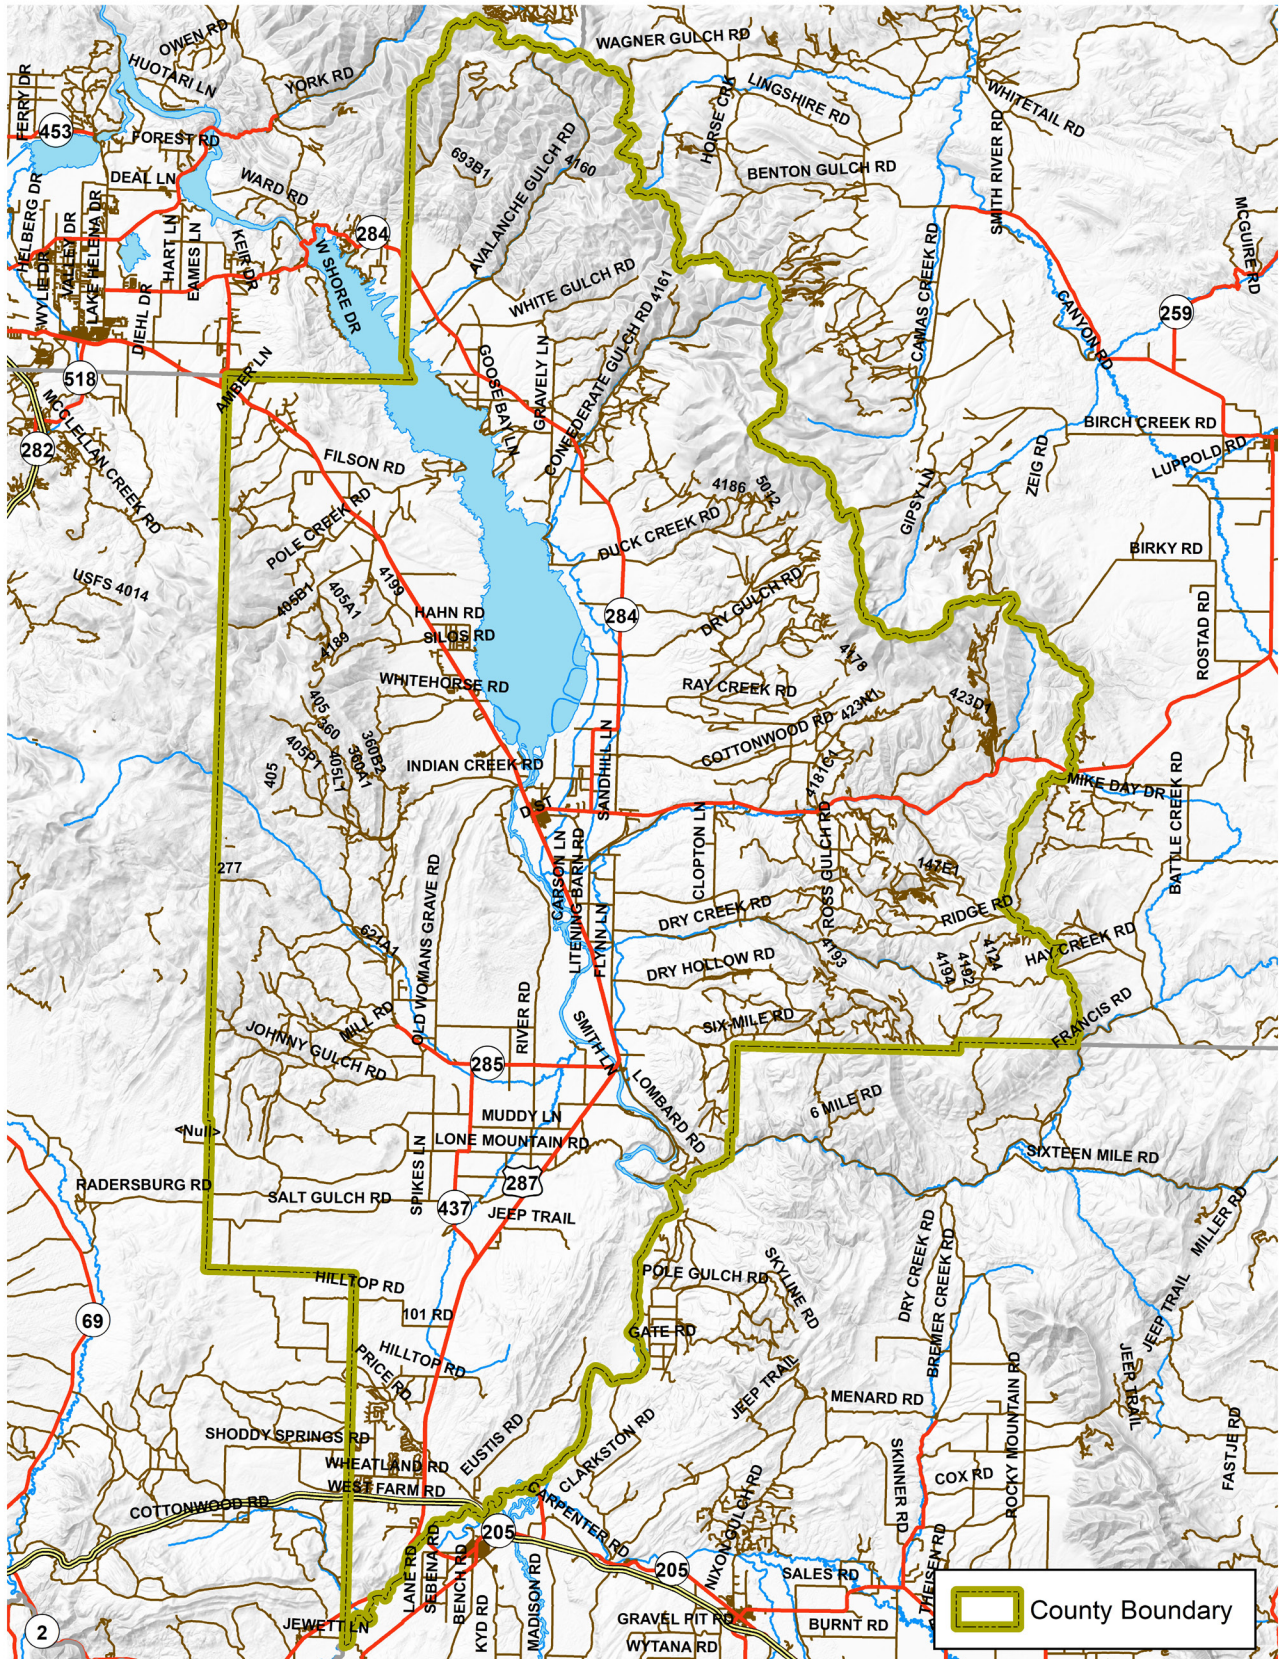 WAGNER GULCH RD
OWEN RD
HUOTARI LN
YORK RD
LINGSHIRE RD
WHITETAIL RD
FERRY DR
453
FOREST RD
HORSE CRK
SMITH RIVER RD
693B1
AVALANCHE GULCH RD
4160
BENTON GULCH RD
DEAL LN
WARD RD
HELBERG DR
VALLEY DR
LAKE HELENA DR
HART LN
EAMES LN
KEIR DR
284
W SHORE DR
MCGUIRE RD
WYLIE DR
DIEHL DR
WHITE GULCH RD
CONFEDERATE GULCH RD 4161
CAMAS CREEK RD
CANYON RD
259
518
AMBER LN
GOOSE BAY LN
GRAVELY LN
MCCLELLAN CREEK RD
282
FILSON RD
BIRCH CREEK RD
LUPPOLD RD
ZEIG RD
GIPSY LN
4186
5012
POLE CREEK RD
DUCK CREEK RD
BIRKY RD
USFS 4014
405B1
405A1
4199
HAHN RD
284
DRY GULCH RD
ROSTAD RD
SILOS RD
4189
4178
WHITEHORSE RD
RAY CREEK RD
405
360
423N1
423D1
COTTONWOOD RD
360B2
405P1
405L1
360A1
405
INDIAN CREEK RD
SANDHILL LN
4181C1
MIKE DAY DR
D ST
BATTLE CREEK RD
CLOPTON LN
ROSS GULCH RD
277
CARSON LN
LITENING BARN RD
FLYNN LN
147E1
OLD WOMANS GRAVE RD
DRY CREEK RD
RIDGE RD
621A1
HAY CREEK RD
DRY HOLLOW RD
4193
4194
4192
4124
MILL RD
RIVER RD
SMITH LN
SIX-MILE RD
FRANCIS RD
JOHNNY GULCH RD
285
LOMBARD RD
6 MILE RD
MUDDY LN
<Null>
LONE MOUNTAIN RD
SIXTEEN MILE RD
SPIKES LN
RADERSBURG RD
SALT GULCH RD
287
437
JEEP TRAIL
MILLER RD
DRY CREEK RD
BREMER CREEK RD
SKYLINE RD
POLE GULCH RD
HILLTOP RD
101 RD
JEEP TRAIL
69
GATE RD
HILLTOP RD
PRICE RD
JEEP TRAIL
JEEP TRAIL
MENARD RD
ROCKY MOUNTAIN RD
SHODDY SPRINGS RD
EUSTIS RD
CLARKSTON RD
FASTJE RD
WHEATLAND RD
SKINNER RD
COX RD
WEST FARM RD
COTTONWOOD RD
CARPENTER RD
NIXON GULCH RD
205
205
LANE RD
SEBENA RD
BENCH RD
KYD RD
MADISON RD
SALES RD
THEISEN RD
GRAVEL PIT RD
BURNT RD
JEWETT LN
WYTANA RD
2
County Boundary